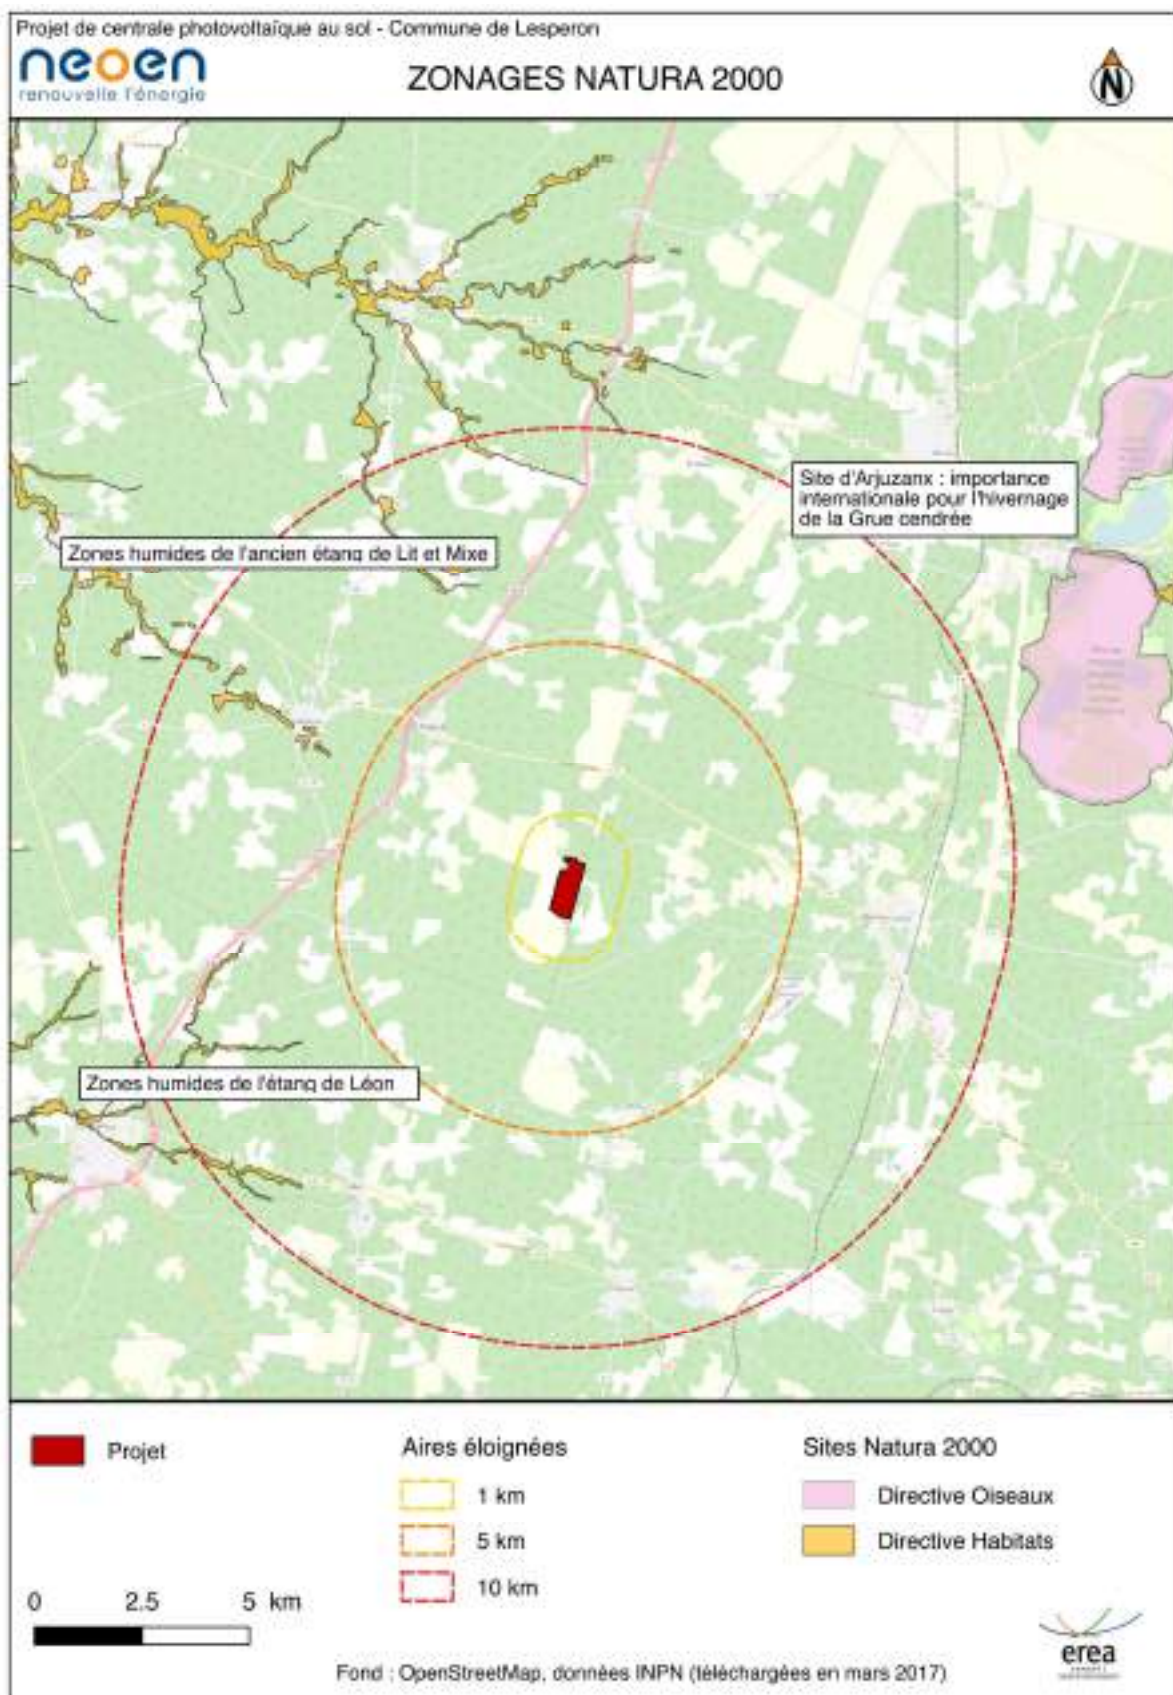 Projet de centrale photovoltaïque au sol - Commune de Lesperon
neoen
renouvelle l'énergie
ZONAGES NATURA 2000
N
Site d'Arjuzanx : importance
internationale pour l'hivernage
de la Grue cendrée
Zones humides de l'ancien étang de Lit et Mixe
Zones humides de l'étang de Léon
Projet
Aires éloignées
1 km
5 km
10 km
Sites Natura 2000
Directive Oiseaux
Directive Habitats
0 2.5 5 km
Fond : OpenStreetMap, données INPN (téléchargées en mars 2017)
erea